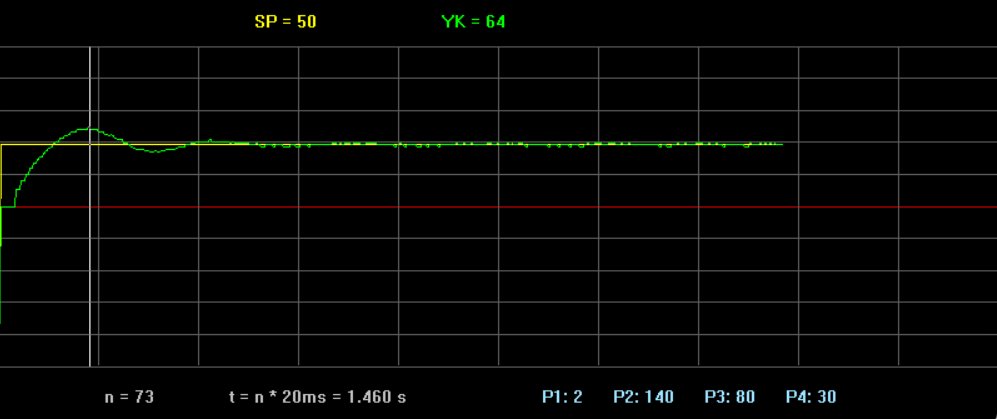 SP = 50 YK = 64
n = 73 t = n * 20ms = 1.460 s P1: 2 P2: 140 P3: 80 P4: 30